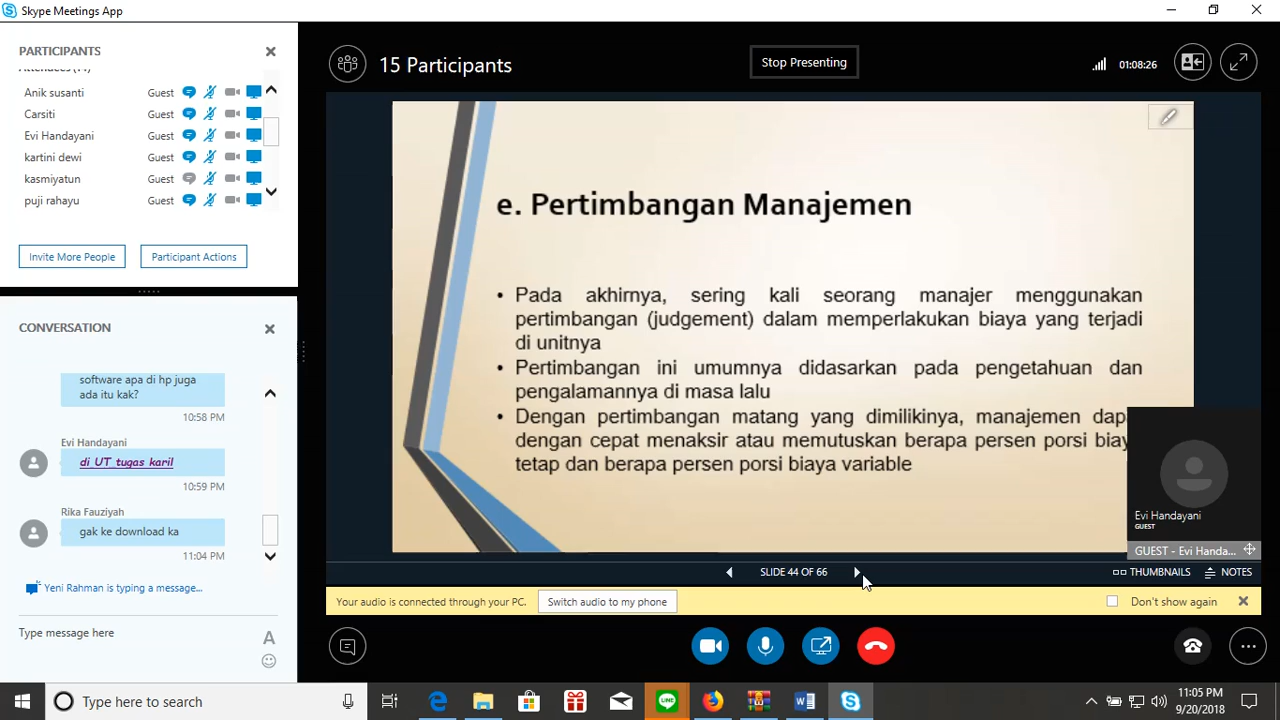 Skype Meetings App
PARTICIPANTS
Anik susanti Guest
Carsiti Guest
Evi Handayani Guest
kartini dewi Guest
kasmiyatun Guest
puji rahayu Guest
Invite More People Participant Actions
CONVERSATION
software apa di hp juga
ada itu kak?
10:58 PM
Evi Handayani
di UT tugas karil
10:59 PM
Rika Fauziyah
gak ke download ka
11:04 PM
Yeni Rahman is typing a message...
Type message here
A
15 Participants
Stop Presenting
01:08:26
e. Pertimbangan Manajemen
• Pada akhirnya, sering kali seorang manajer menggunakan
pertimbangan (judgement) dalam memperlakukan biaya yang terjadi
di unitnya
• Pertimbangan ini umumnya didasarkan pada pengetahuan dan
pengalamannya di masa lalu
• Dengan pertimbangan matang yang dimilikinya, manajemen dapa
dengan cepat menaksir atau memutuskan berapa persen porsi biay
tetap dan berapa persen porsi biaya variable
Evi Handayani
GUEST
GUEST - Evi Handa...
SLIDE 44 OF 66
THUMBNAILS NOTES
Your audio is connected through your PC. Switch audio to my phone
Don't show again
Type here to search
11:05 PM
9/20/2018